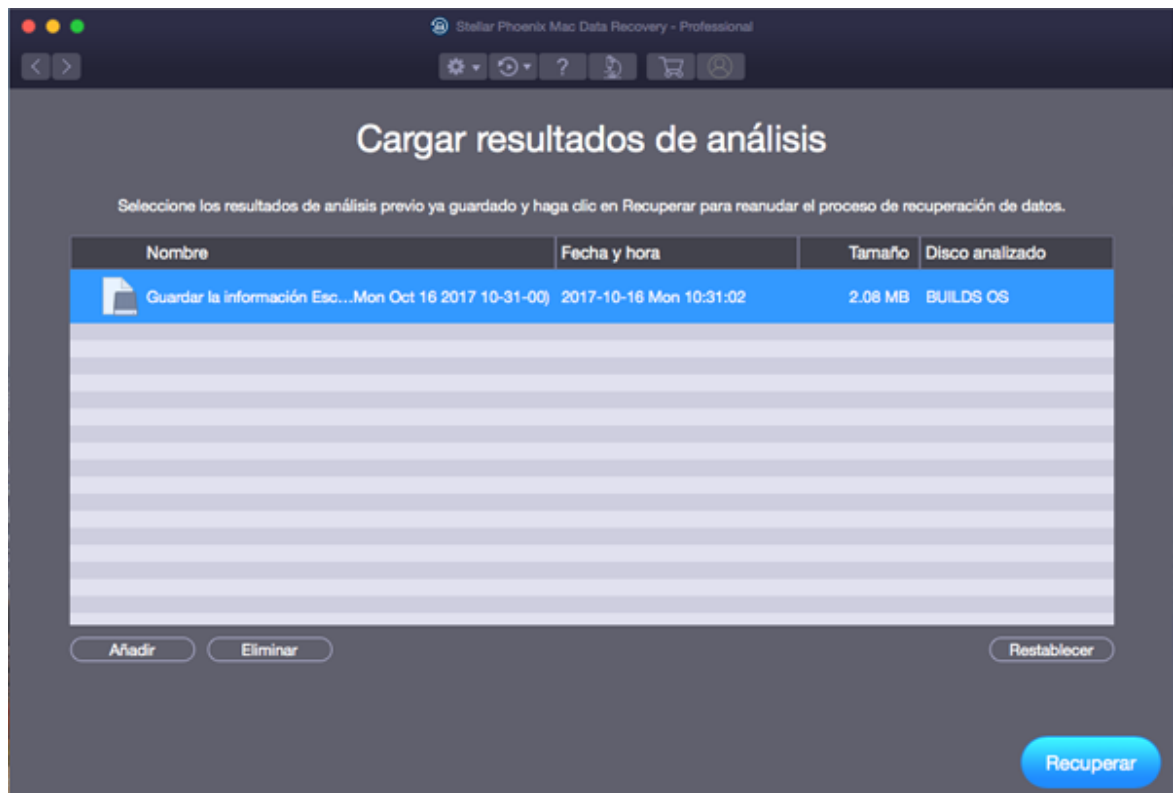 Stellar Phoenix Mac Data Recovery - Professional
Cargar resultados de análisis
Seleccione los resultados de análisis previo ya guardado y haga clic en Recuperar para reanudar el proceso de recuperación de datos.
Nombre Fecha y hora Tamaño Disco analizado
Guardar la información Esc...Mon Oct 16 2017 10-31-00) 2017-10-16 Mon 10:31:02 2.08 MB BUILDS OS
Añadir Eliminar Restablecer
Recuperar